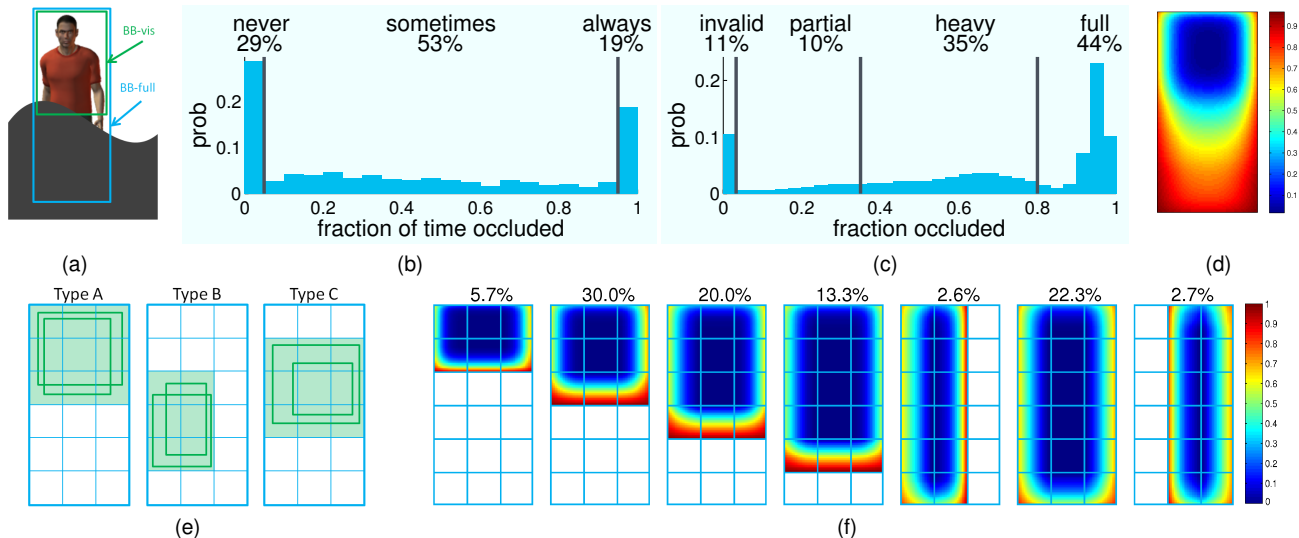 BB-vis
BB-full
(a)
never sometimes always
29% 53% 19%
prob
0.2
0.1
0
0 0.2 0.4 0.6 0.8 1
fraction of time occluded
(b)
invalid partial heavy full
11% 10% 35% 44%
prob
0.2
0.1
0
0 0.2 0.4 0.6 0.8 1
fraction occluded
(c)
0.9
0.8
0.7
0.6
0.5
0.4
0.3
0.2
0.1
(d)
Type A Type B Type C
(e)
5.7% 30.0% 20.0% 13.3% 2.6% 22.3% 2.7%
1
0.9
0.8
0.7
0.6
0.5
0.4
0.3
0.2
0.1
0
(f)